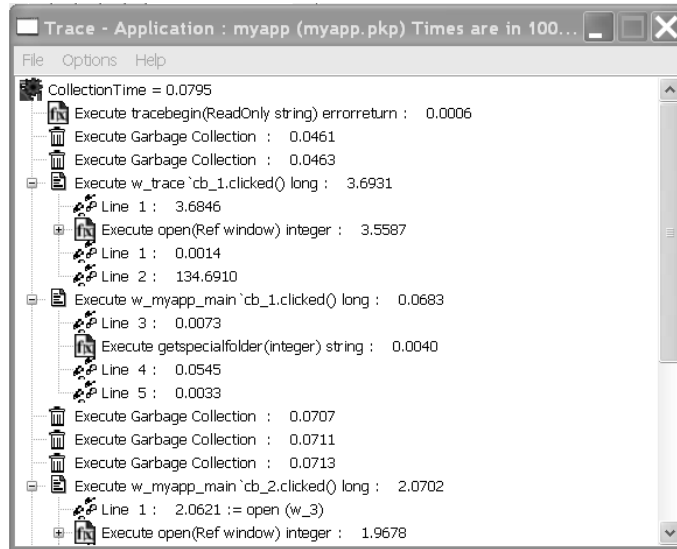 Trace - Application : myapp (myapp.pkp) Times are in 100...
File Options Help
CollectionTime = 0.0795
Execute tracebegin(ReadOnly string) errorreturn : 0.0006
Execute Garbage Collection : 0.0461
Execute Garbage Collection : 0.0463
Execute w_trace`cb_1.clicked() long : 3.6931
Line 1 : 3.6846
Execute open(Ref window) integer : 3.5587
Line 1 : 0.0014
Line 2 : 134.6910
Execute w_myapp_main`cb_1.clicked() long : 0.0683
Line 3 : 0.0073
Execute getspecialfolder(integer) string : 0.0040
Line 4 : 0.0545
Line 5 : 0.0033
Execute Garbage Collection : 0.0707
Execute Garbage Collection : 0.0711
Execute Garbage Collection : 0.0713
Execute w_myapp_main`cb_2.clicked() long : 2.0702
Line 1 : 2.0621 := open (w_3)
Execute open(Ref window) integer : 1.9678